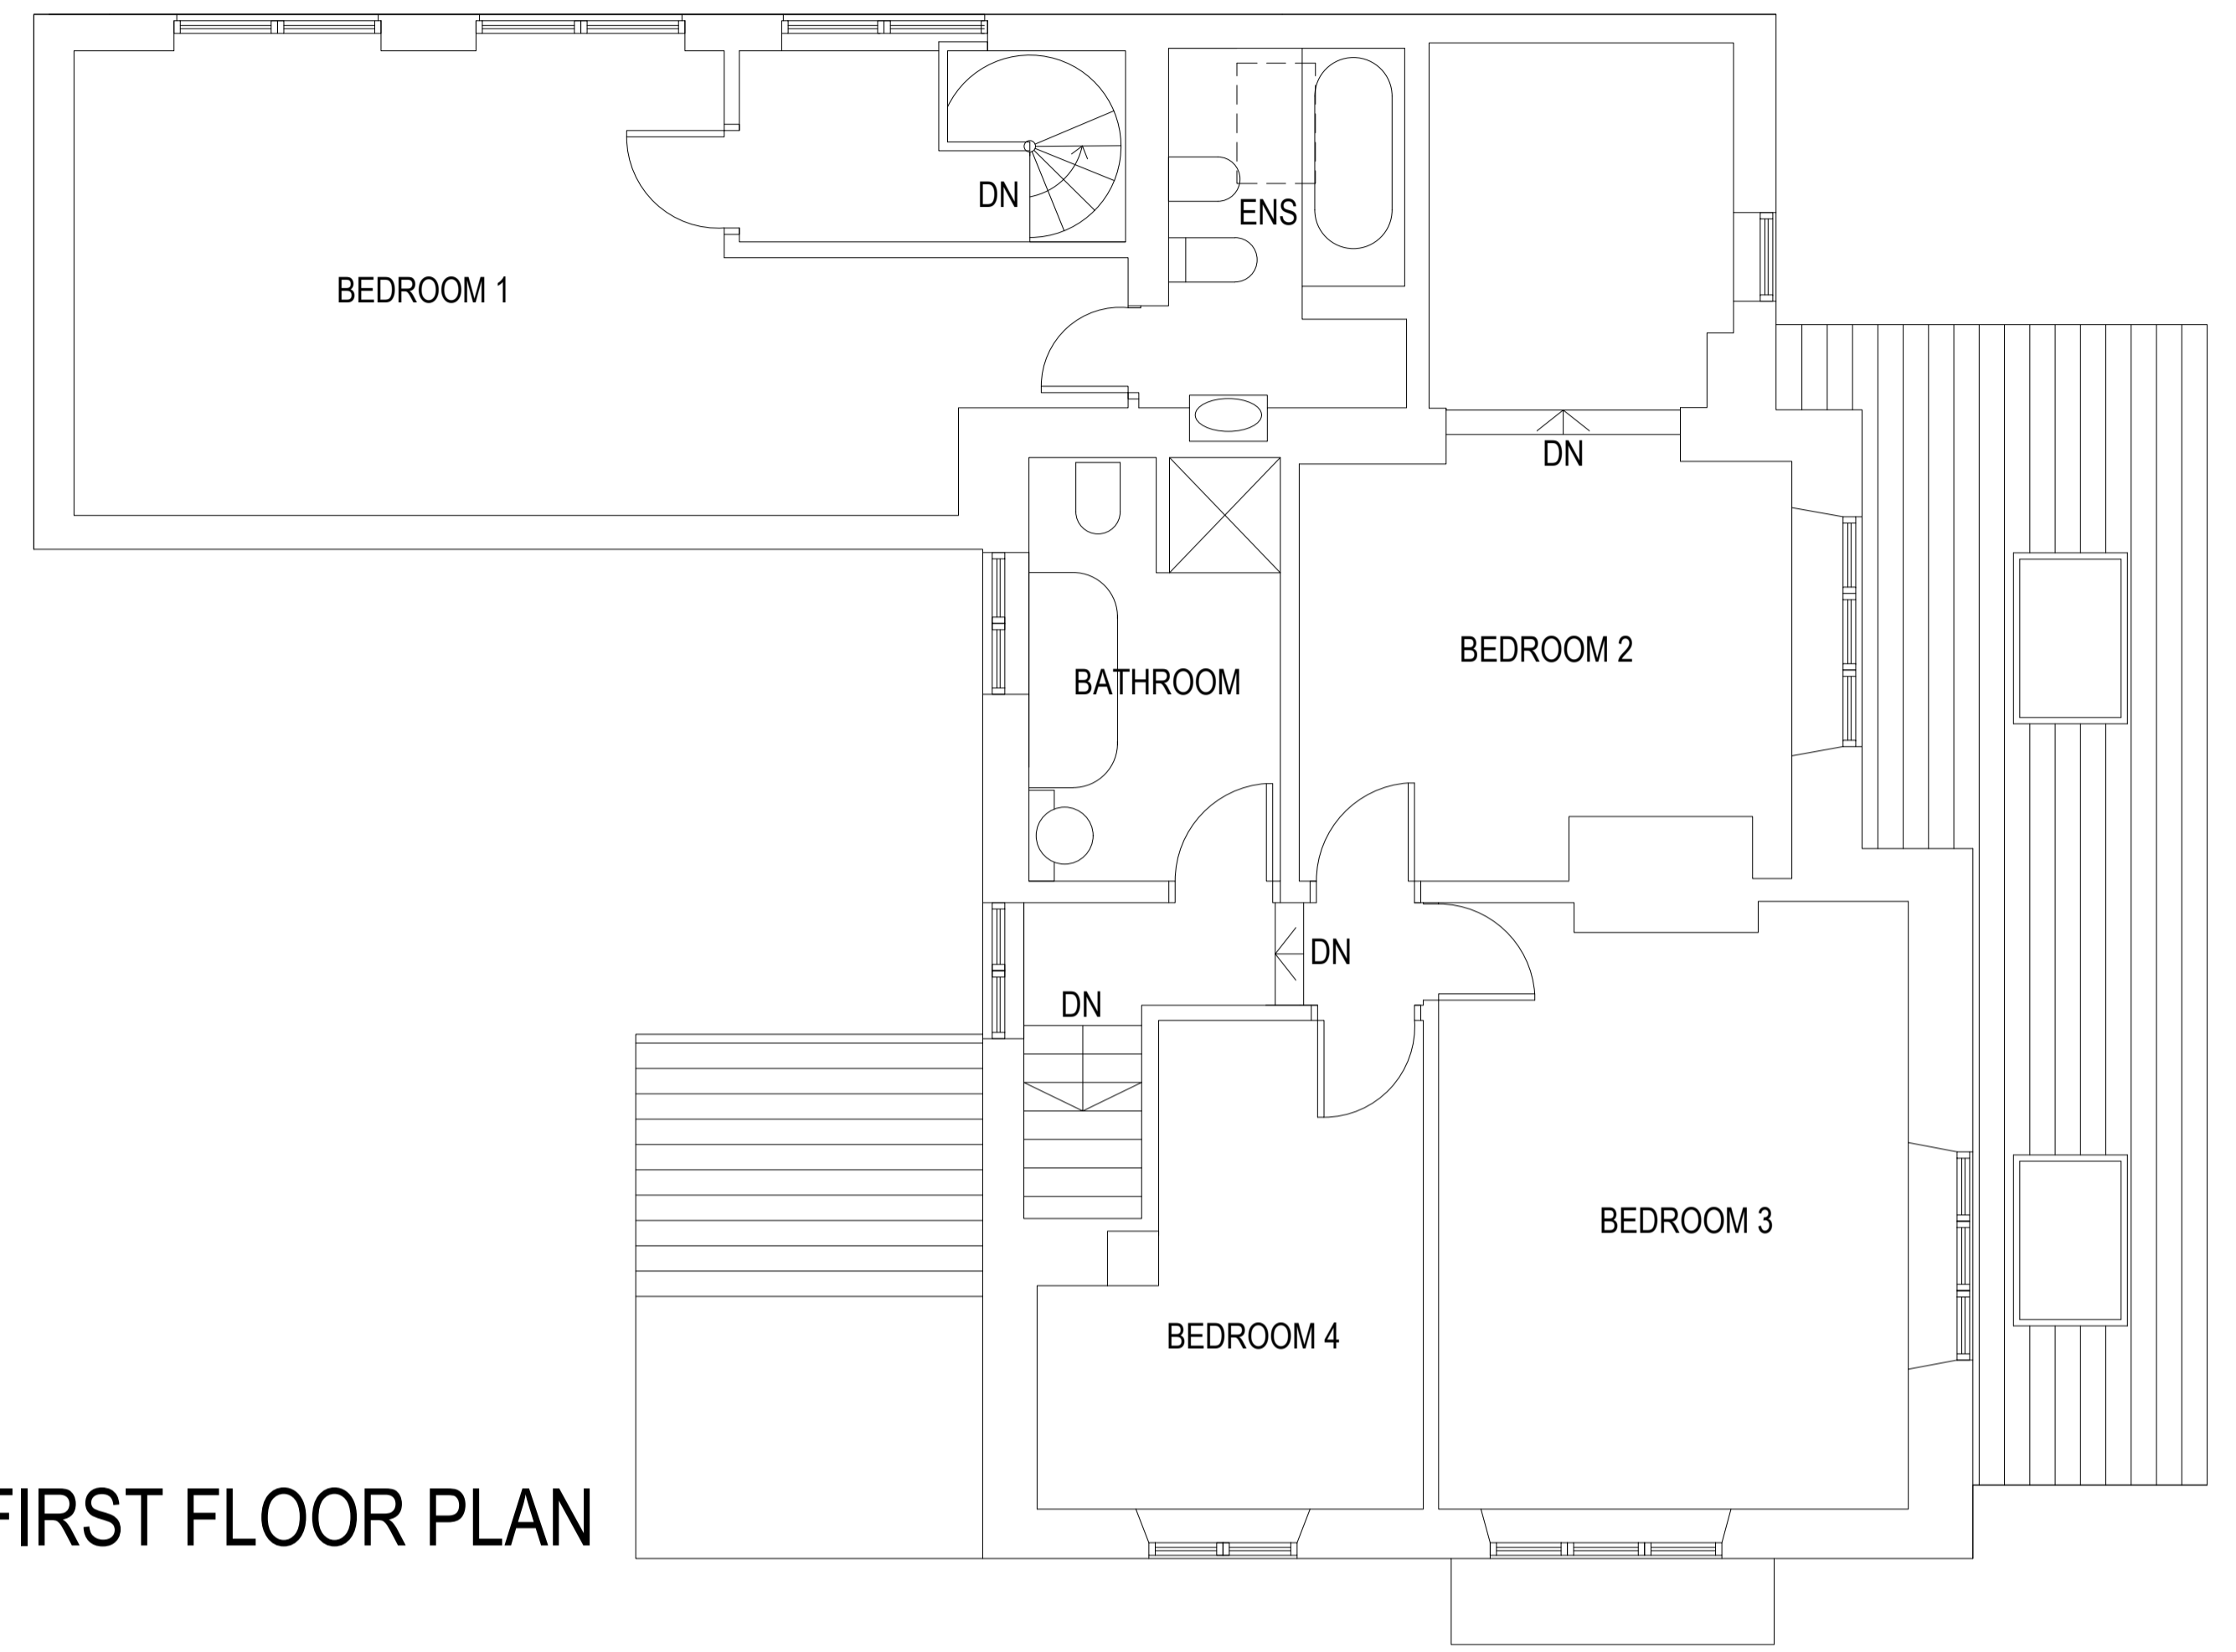 DN
ENS
BEDROOM 1
DN
BEDROOM 2
BATHROOM
DN
DN
BEDROOM 3
BEDROOM 4
FIRST FLOOR PLAN